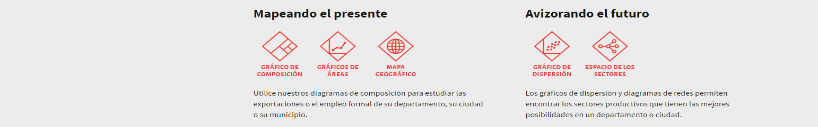 Mapeando el presente
GRÁFICO DE
COMPOSICIÓN
GRÁFICOS DE
ÁREAS
MAPA
GEOGRÁFICO
Utilice nuestros diagramas de composición para estudiar las
exportaciones o el empleo formal de su departamento, su ciudad
o su municipio.
Avizorando el futuro
GRÁFICO DE
DISPERSIÓN
ESPACIO DE LOS
SECTORES
Los gráficos de dispersión y diagramas de redes permiten
encontrar los sectores productivos que tienen las mejores
posibilidades en un departamento o ciudad.